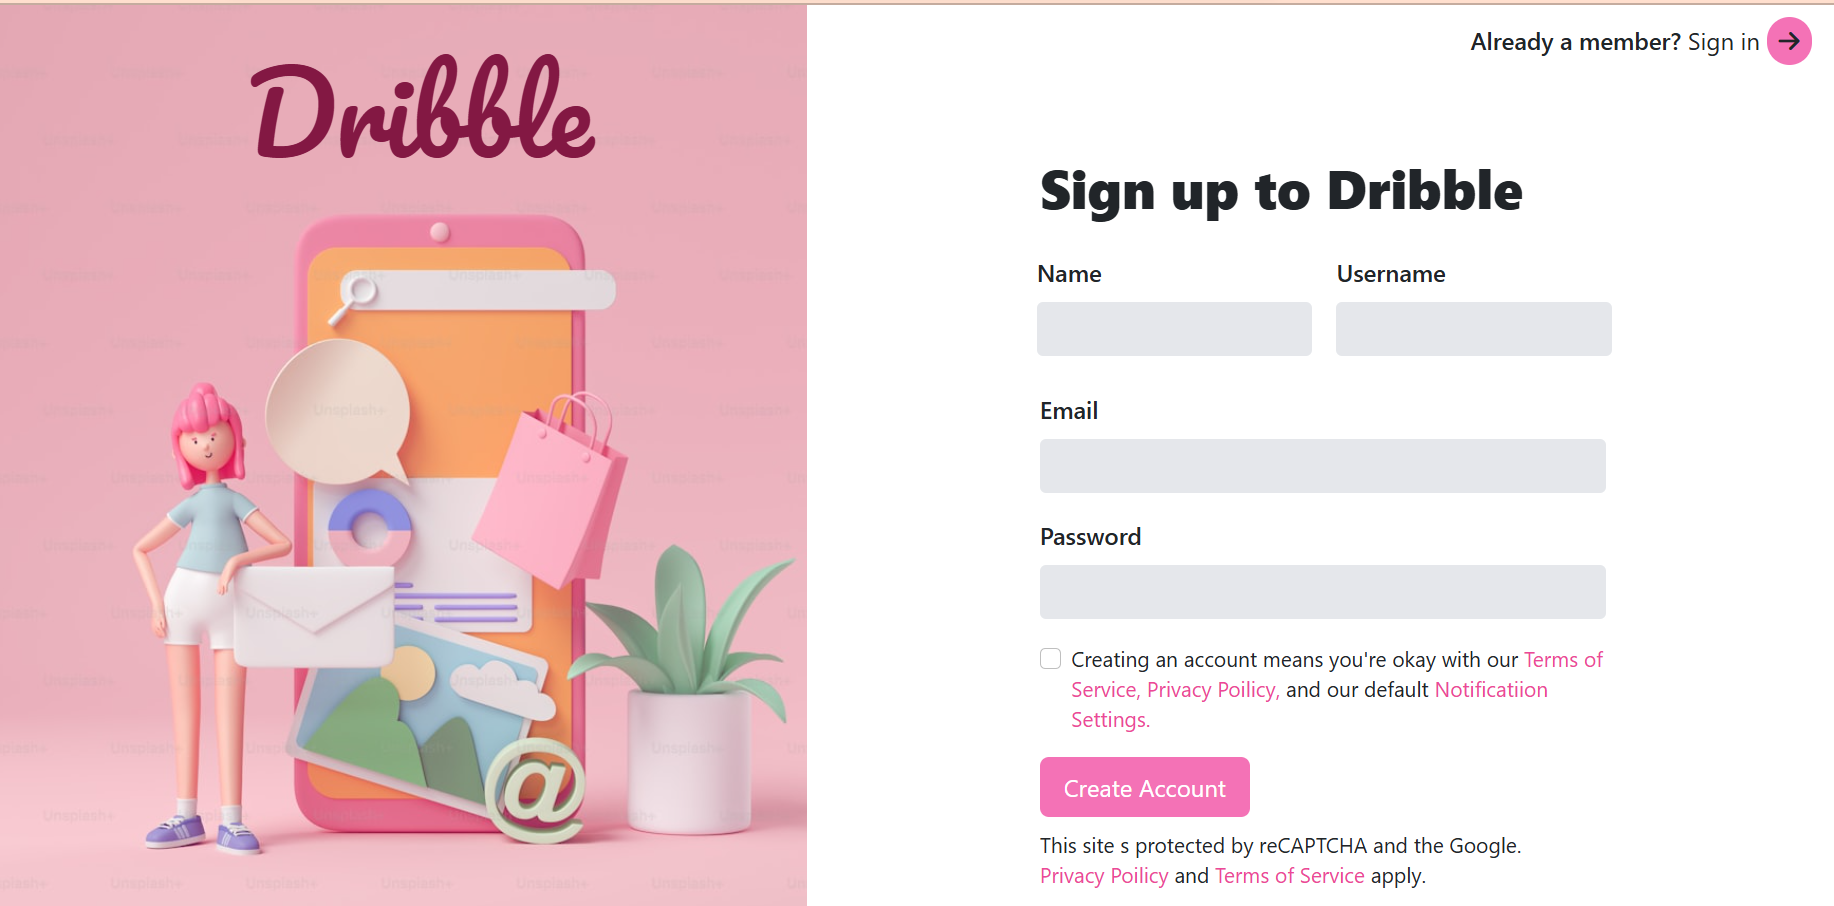 Dribble
Already a member? Sign in
Sign up to Dribble
Name Username
Email
Password
Creating an account means you're okay with our Terms of
Service, Privacy Poilicy, and our default Notificatiion
Settings.
Create Account
This site s protected by reCAPTCHA and the Google.
Privacy Poilicy and Terms of Service apply.
@
Unsplash+